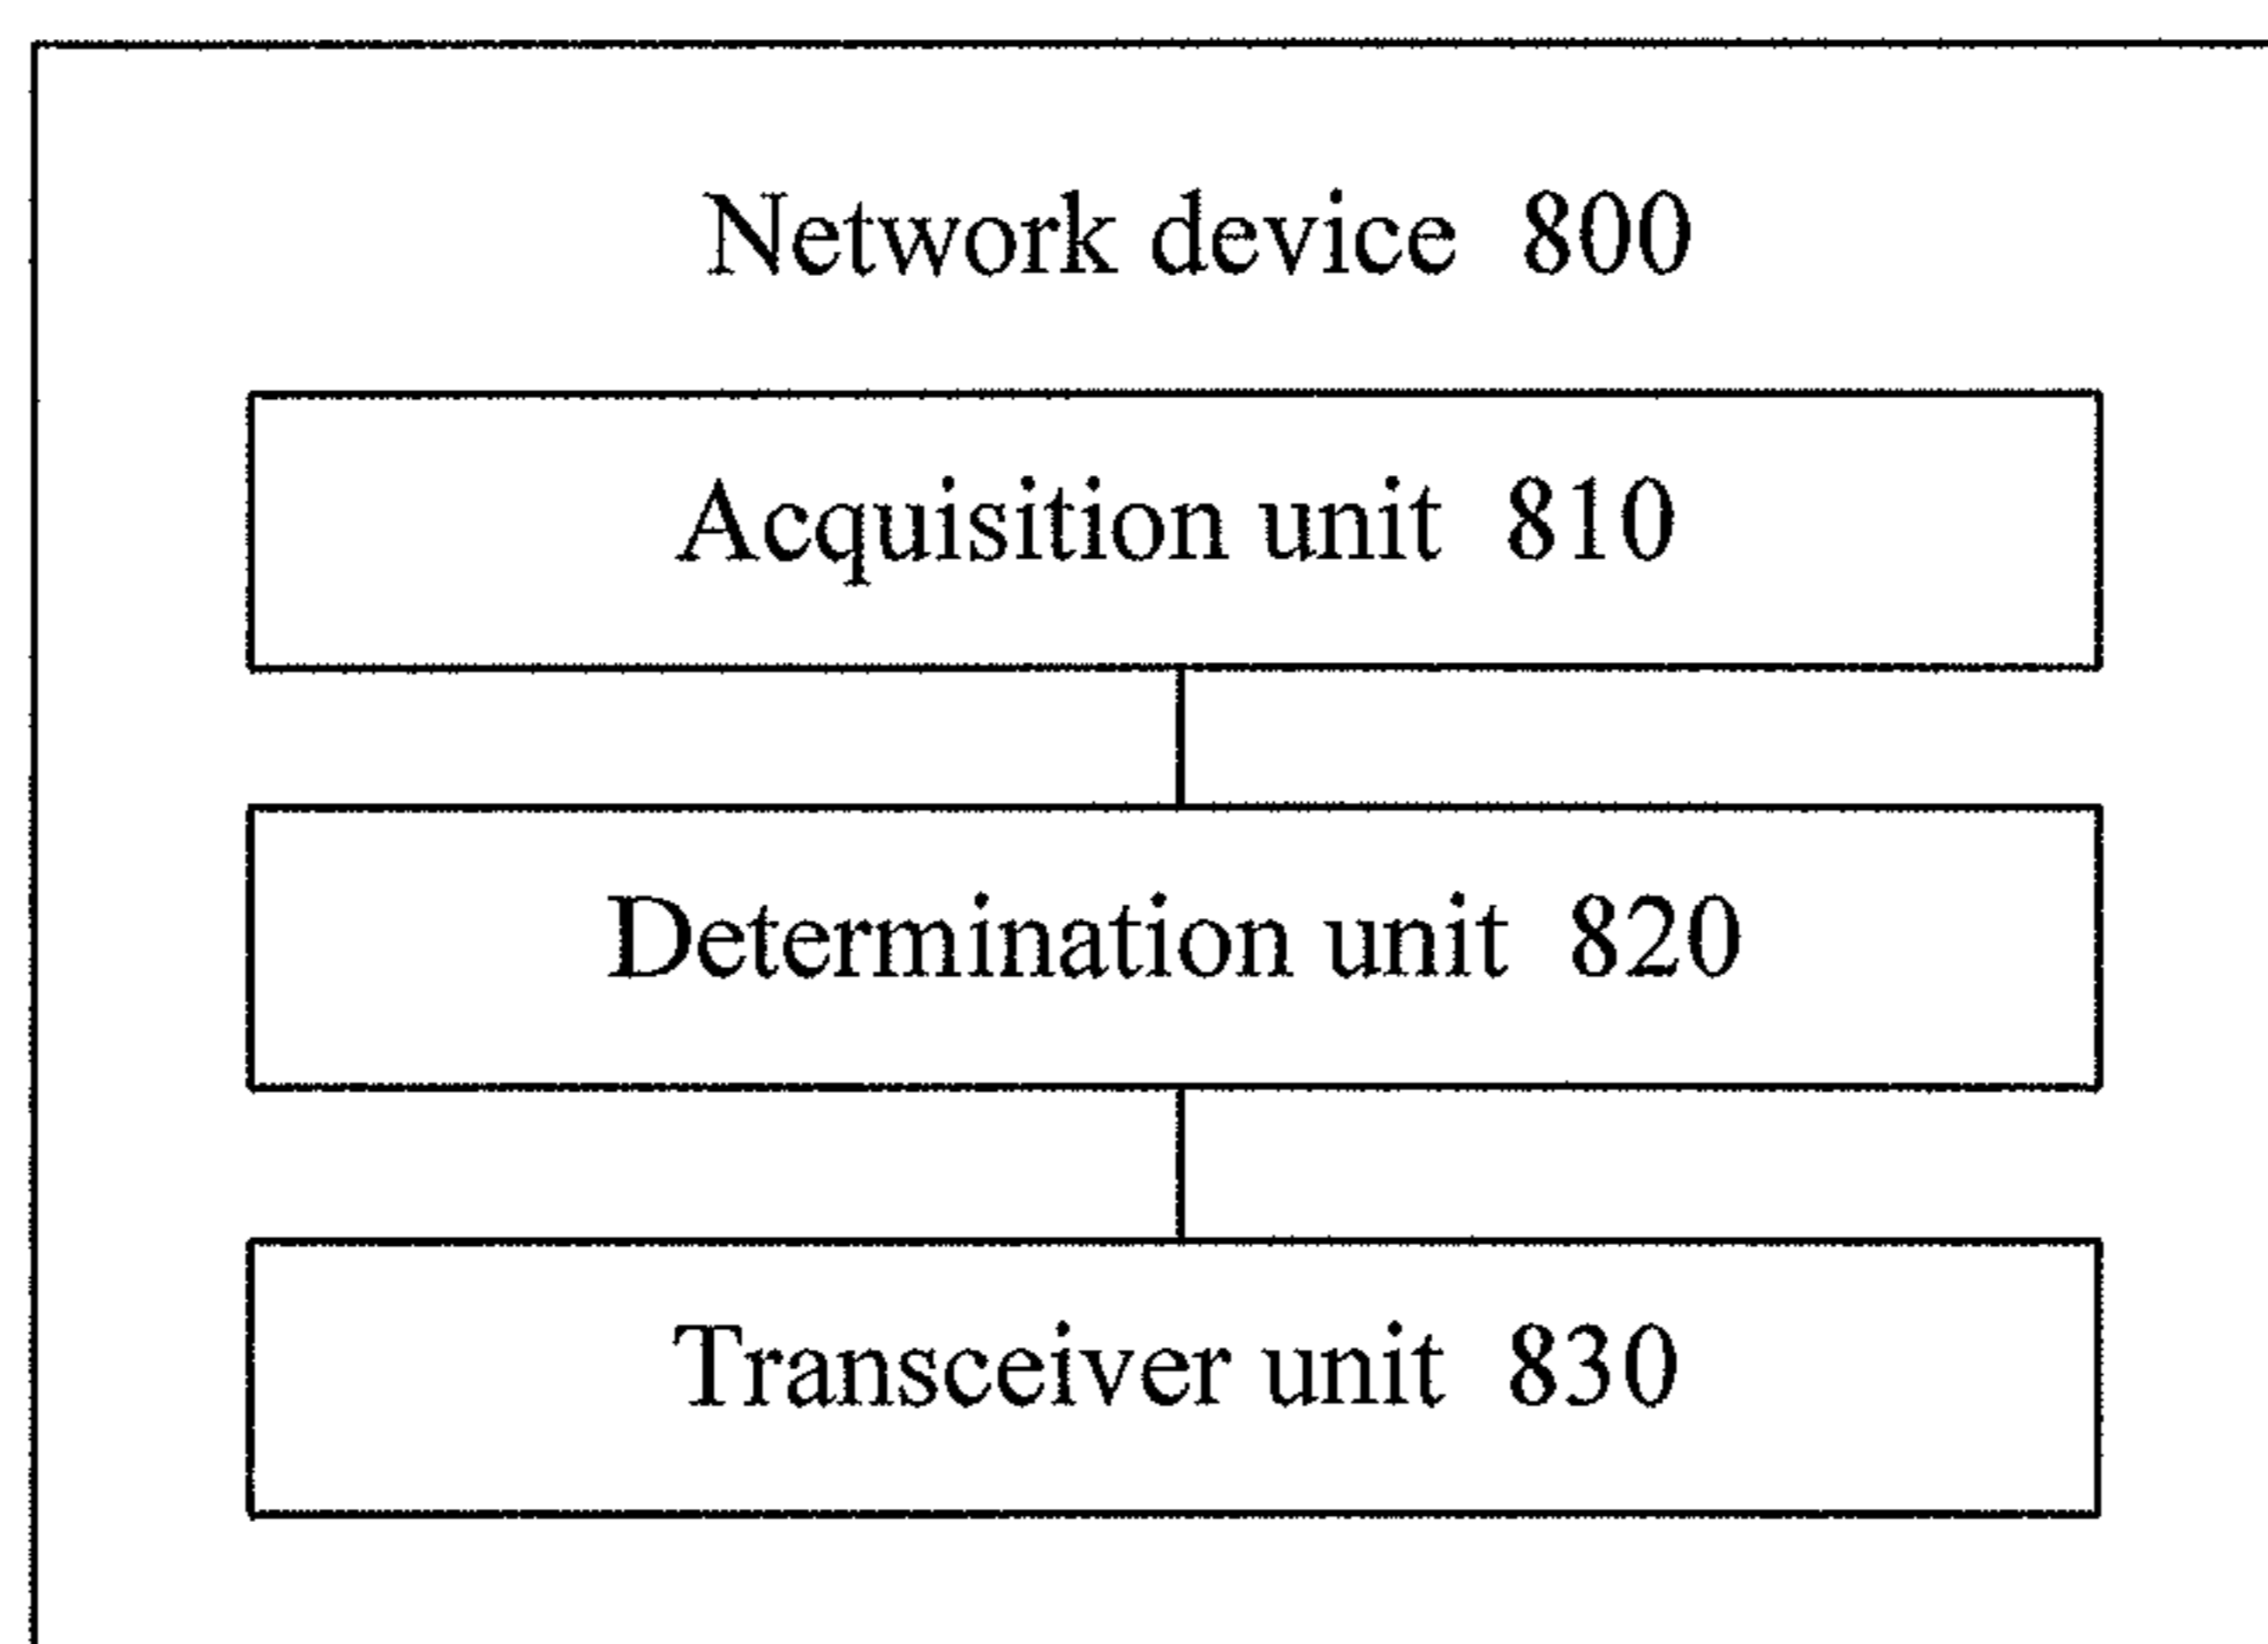 Network device 800
Acquisition unit 810
Determination unit 820
Transceiver unit 830